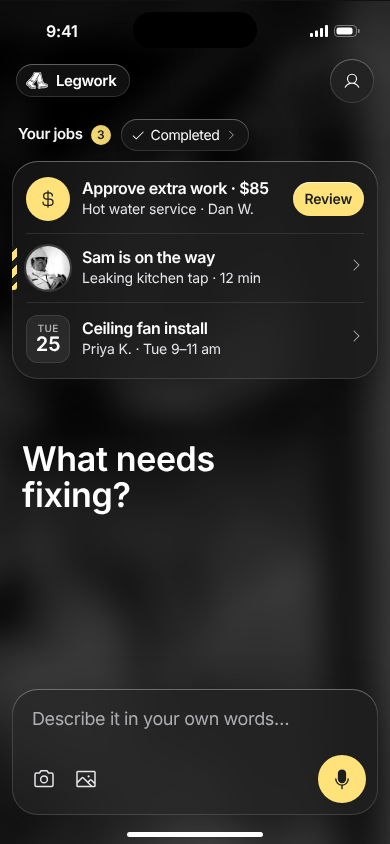 9:41
Legwork
Your jobs 3 Completed
$
Approve extra work · $85
Hot water service · Dan W.
Review
Sam is on the way
Leaking kitchen tap · 12 min
TUE
25
Ceiling fan install
Priya K. · Tue 9–11 am
What needs
fixing?
Describe it in your own words...